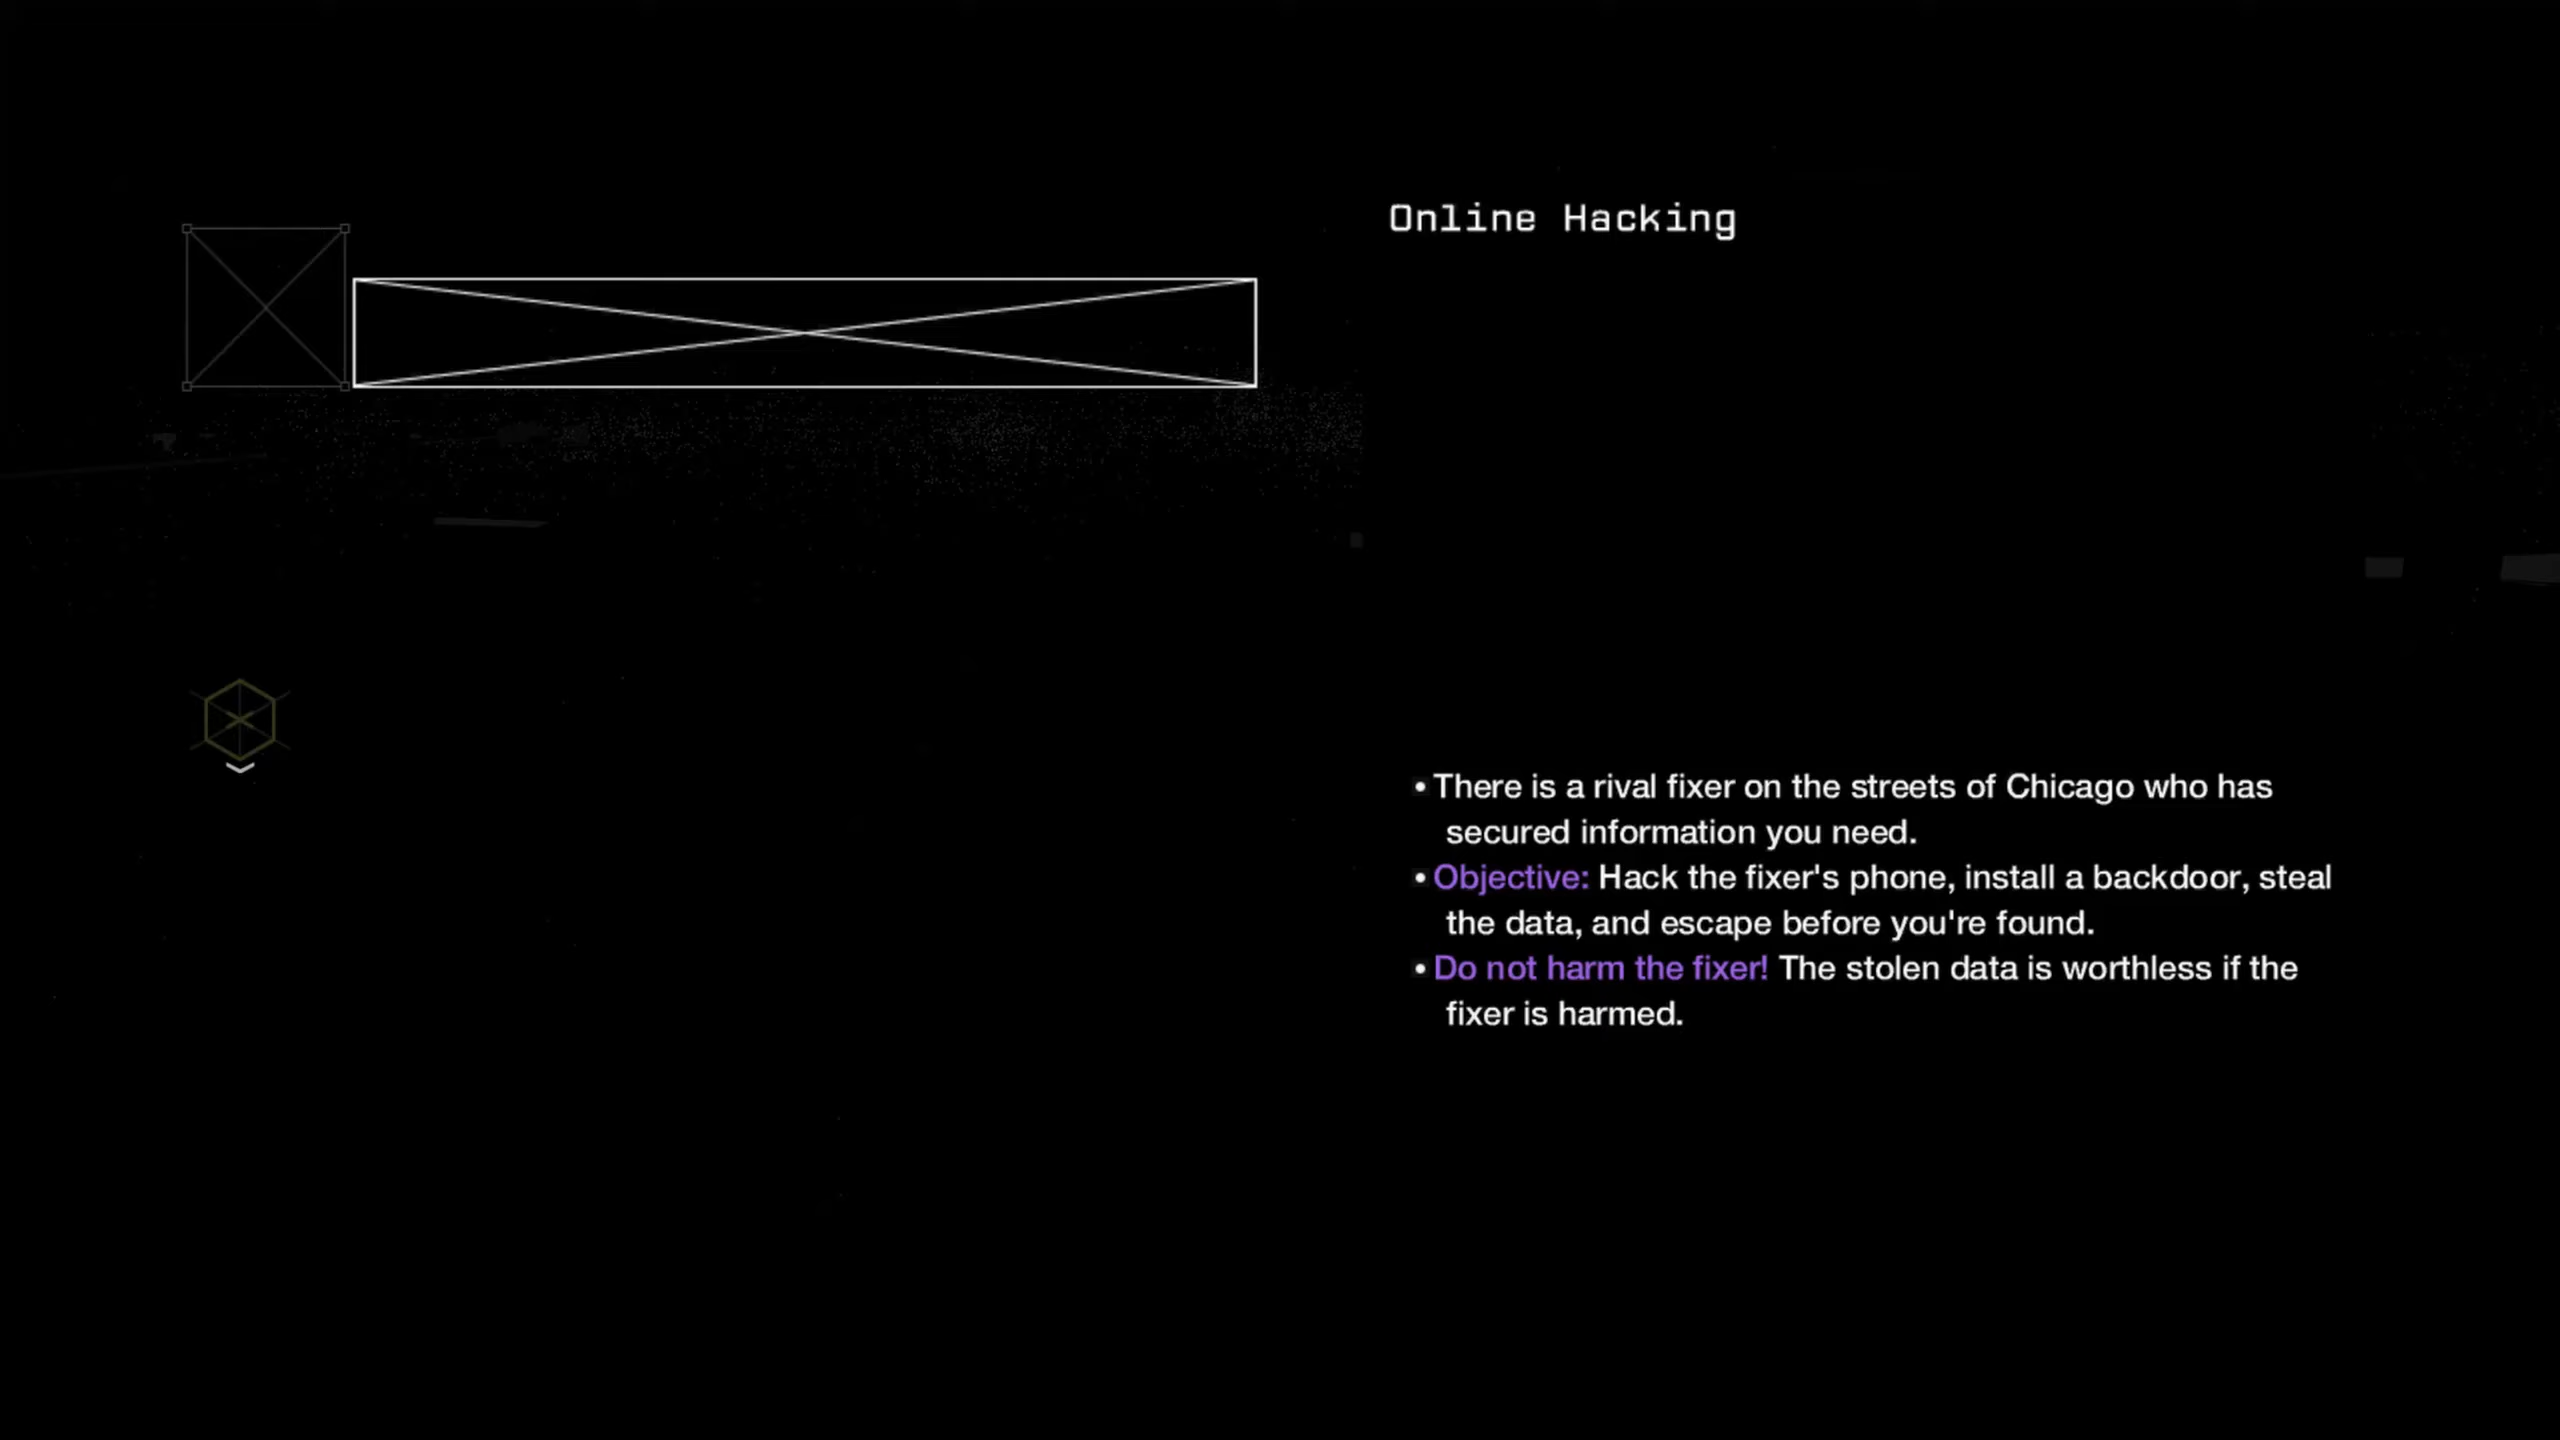 Online Hacking
• There is a rival fixer on the streets of Chicago who has
secured information you need.
• Objective: Hack the fixer's phone, install a backdoor, steal
the data, and escape before you're found.
• Do not harm the fixer! The stolen data is worthless if the
fixer is harmed.